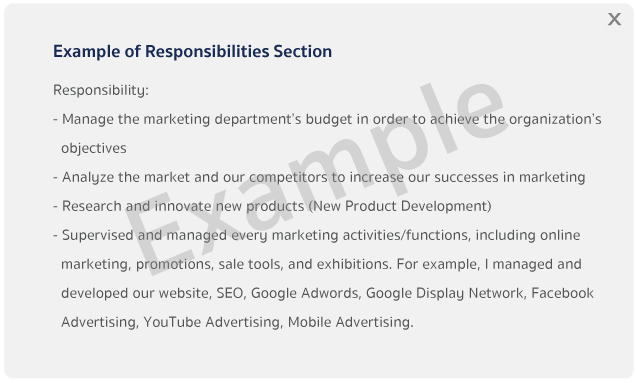 X
Example of Responsibilities Section
Responsibility:
- Manage the marketing department's budget in order to achieve the organization's
objectives
- Analyze the market and our competitors to increase our successes in marketing
- Research and innovate new products (New Product Development)
- Supervised and managed every marketing activities/functions, including online
marketing, promotions, sale tools, and exhibitions. For example, I managed and
developed our website, SEO, Google Adwords, Google Display Network, Facebook
Advertising, YouTube Advertising, Mobile Advertising.
Example